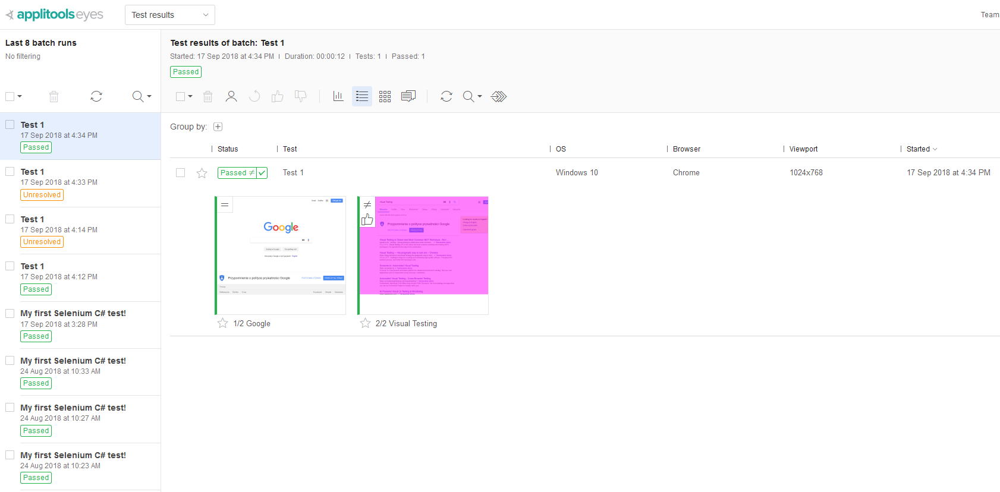 applitools eyes
Test results
Team
Last 8 batch runs
No filtering
Test results of batch: Test 1
Started: 17 Sep 2018 at 4:34 PM | Duration: 00:00:12 | Tests: 1 | Passed: 1
Passed
Test 1
17 Sep 2018 at 4:34 PM
Passed
Test 1
17 Sep 2018 at 4:33 PM
Unresolved
Test 1
17 Sep 2018 at 4:14 PM
Unresolved
Test 1
17 Sep 2018 at 4:12 PM
Passed
My first Selenium C# test!
17 Sep 2018 at 3:28 PM
Passed
My first Selenium C# test!
24 Aug 2018 at 10:33 AM
Passed
My first Selenium C# test!
24 Aug 2018 at 10:27 AM
Passed
My first Selenium C# test!
24 Aug 2018 at 10:23 AM
Passed
Group by:
Status | Test | OS | Browser | Viewport | Started
Passed ≠ Test 1 Windows 10 Chrome 1024x768 17 Sep 2018 at 4:34 PM
Google
Przypomnienie o polityce prywatności Google
1/2 Google
Visual Testing
Przypomnienie o polityce prywatności Google
2/2 Visual Testing